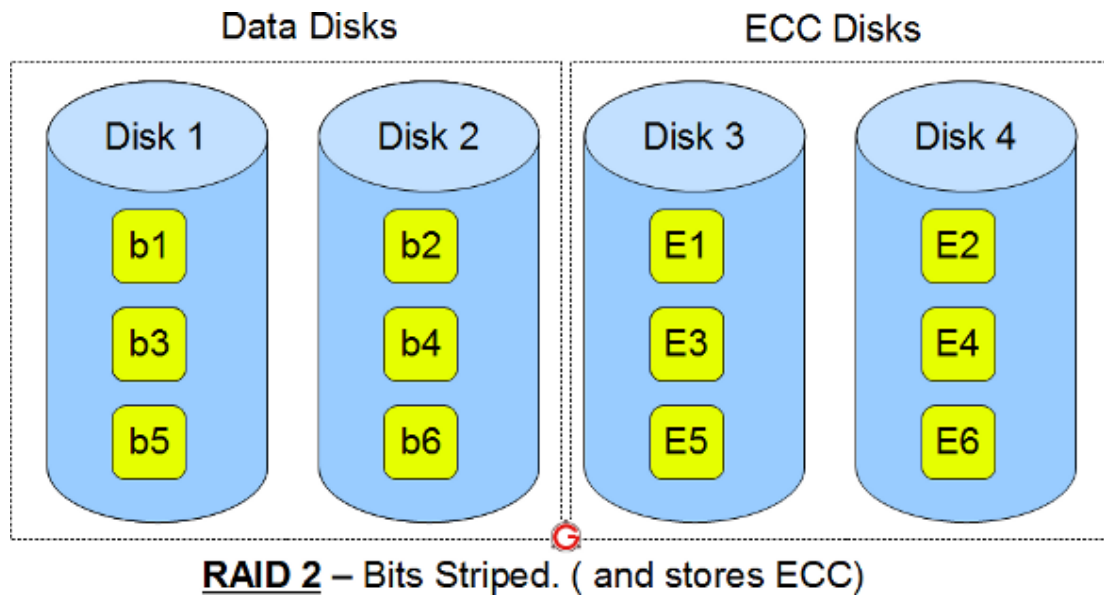 Data Disks ECC Disks
Disk 1 Disk 2 Disk 3 Disk 4
b1 b2 E1 E2
b3 b4 E3 E4
b5 b6 E5 E6
G
RAID 2 – Bits Striped. ( and stores ECC)